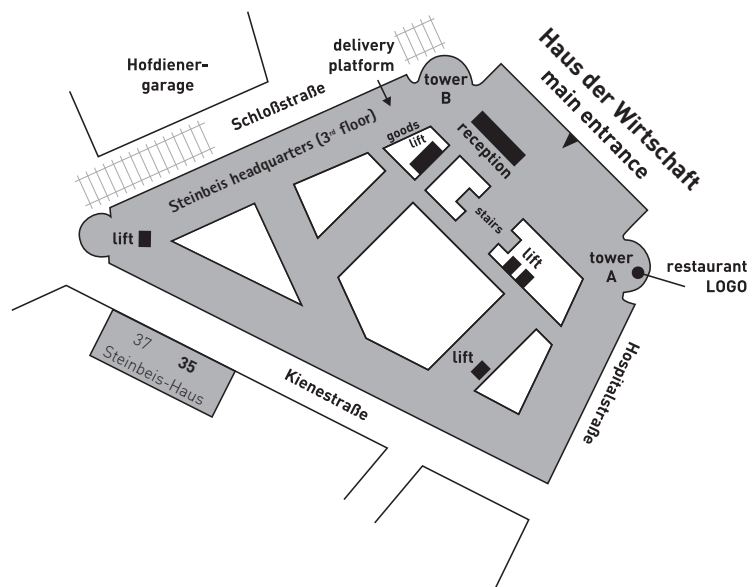 Hofdiener-
garage
delivery
platform
Schloßstraße
tower
B
Haus der Wirtschaft
main entrance
Steinbeis headquarters (3rd floor)
goods
lift
reception
stairs
lift
lift
tower
A
restaurant
LOGO
lift
37
35
Steinbeis-Haus
Kienestraße
Hospitalstraße